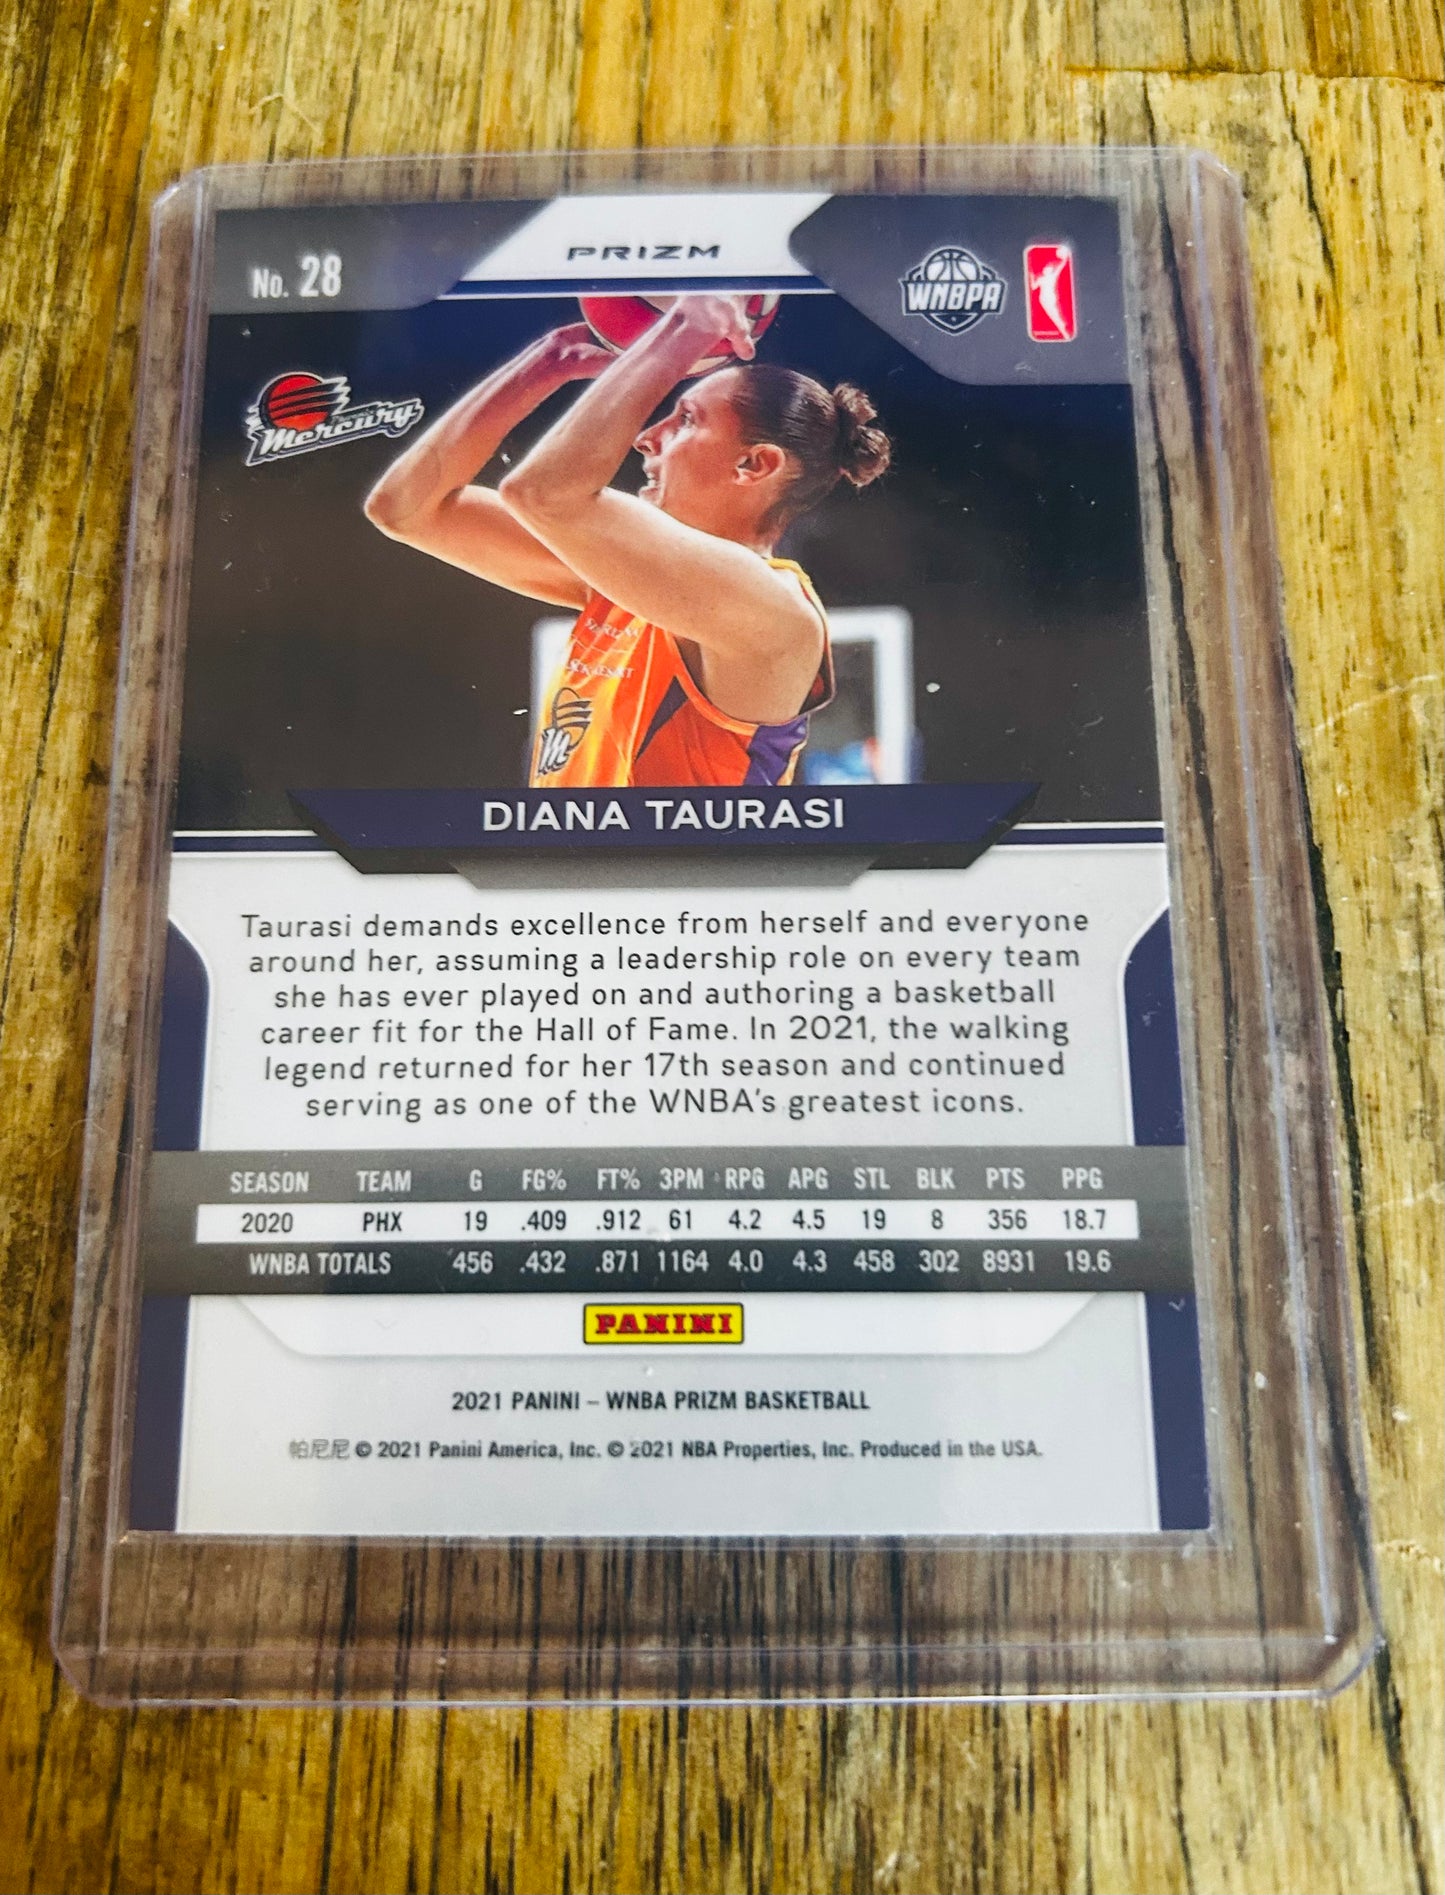 No. 28
PRIZM
WNBPA
Mercury
M
DIANA TAURASI
Taurasi demands excellence from herself and everyone
around her, assuming a leadership role on every team
she has ever played on and authoring a basketball
career fit for the Hall of Fame. In 2021, the walking
legend returned for her 17th season and continued
serving as one of the WNBA's greatest icons.
SEASON TEAM G FG% FT% 3PM RPG APG STL BLK PTS PPG
2020 PHX 19 .409 .912 61 4.2 4.5 19 8 356 18.7
WNBA TOTALS 456 .432 .871 1164 4.0 4.3 458 302 8931 19.6
PANINI
2021 PANINI – WNBA PRIZM BASKETBALL
帕尼尼 © 2021 Panini America, Inc. © 2021 NBA Properties, Inc. Produced in the USA.